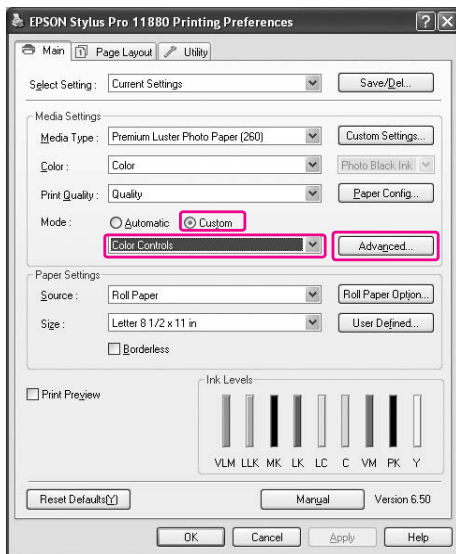 EPSON Stylus Pro 11880 Printing Preferences
Main Page Layout Utility
Select Setting : Current Settings Save/Del...
Media Settings
Media Type : Premium Luster Photo Paper (260) Custom Settings...
Color : Color Photo Black Ink
Print Quality : Quality Paper Config...
Mode : Automatic Custom
Color Controls Advanced...
Paper Settings
Source : Roll Paper Roll Paper Option...
Size : Letter 8 1/2 x 11 in User Defined...
Borderless
Print Preview
Ink Levels
VLM LLK MK LK LC C VM PK Y
Reset Defaults(Y) Manual Version 6.50
OK Cancel Apply Help